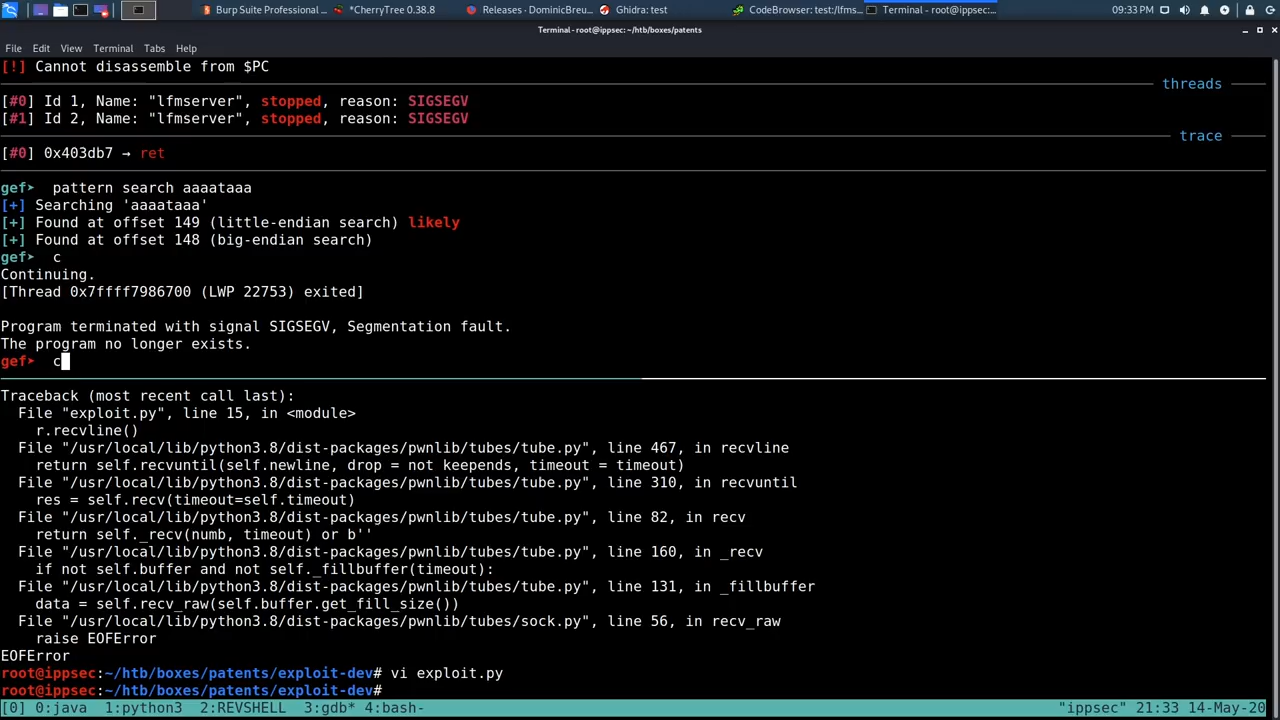 Burp Suite Professional ... *CherryTree 0.38.8 Releases - DominicBreu... Ghidra: test CodeBrowser: test:/lfms... Terminal - root@ippsec:... 09:33 PM
Terminal - root@ippsec: ~/htb/boxes/patents
File Edit View Terminal Tabs Help
[!] Cannot disassemble from $PC
threads
[#0] Id 1, Name: "lfmserver", stopped, reason: SIGSEGV
[#1] Id 2, Name: "lfmserver", stopped, reason: SIGSEGV
trace
[#0] 0x403db7 → ret
gef➤ pattern search aaaataaa
[+] Searching 'aaaataaa'
[+] Found at offset 149 (little-endian search) likely
[+] Found at offset 148 (big-endian search)
gef➤ c
Continuing.
[Thread 0x7ffff7986700 (LWP 22753) exited]
Program terminated with signal SIGSEGV, Segmentation fault.
The program no longer exists.
gef➤ c
Traceback (most recent call last):
File "exploit.py", line 15, in <module>
r.recvline()
File "/usr/local/lib/python3.8/dist-packages/pwnlib/tubes/tube.py", line 467, in recvline
return self.recvuntil(self.newline, drop = not keepends, timeout = timeout)
File "/usr/local/lib/python3.8/dist-packages/pwnlib/tubes/tube.py", line 310, in recvuntil
res = self.recv(timeout=self.timeout)
File "/usr/local/lib/python3.8/dist-packages/pwnlib/tubes/tube.py", line 82, in recv
return self._recv(numb, timeout) or b''
File "/usr/local/lib/python3.8/dist-packages/pwnlib/tubes/tube.py", line 160, in _recv
if not self.buffer and not self._fillbuffer(timeout):
File "/usr/local/lib/python3.8/dist-packages/pwnlib/tubes/tube.py", line 131, in _fillbuffer
data = self.recv_raw(self.buffer.get_fill_size())
File "/usr/local/lib/python3.8/dist-packages/pwnlib/tubes/sock.py", line 56, in recv_raw
raise EOFError
EOFError
root@ippsec:~/htb/boxes/patents/exploit-dev# vi exploit.py
root@ippsec:~/htb/boxes/patents/exploit-dev#
[0] 0:java 1:python3 2:REVSHELL 3:gdb* 4:bash- "ippsec" 21:33 14-May-20